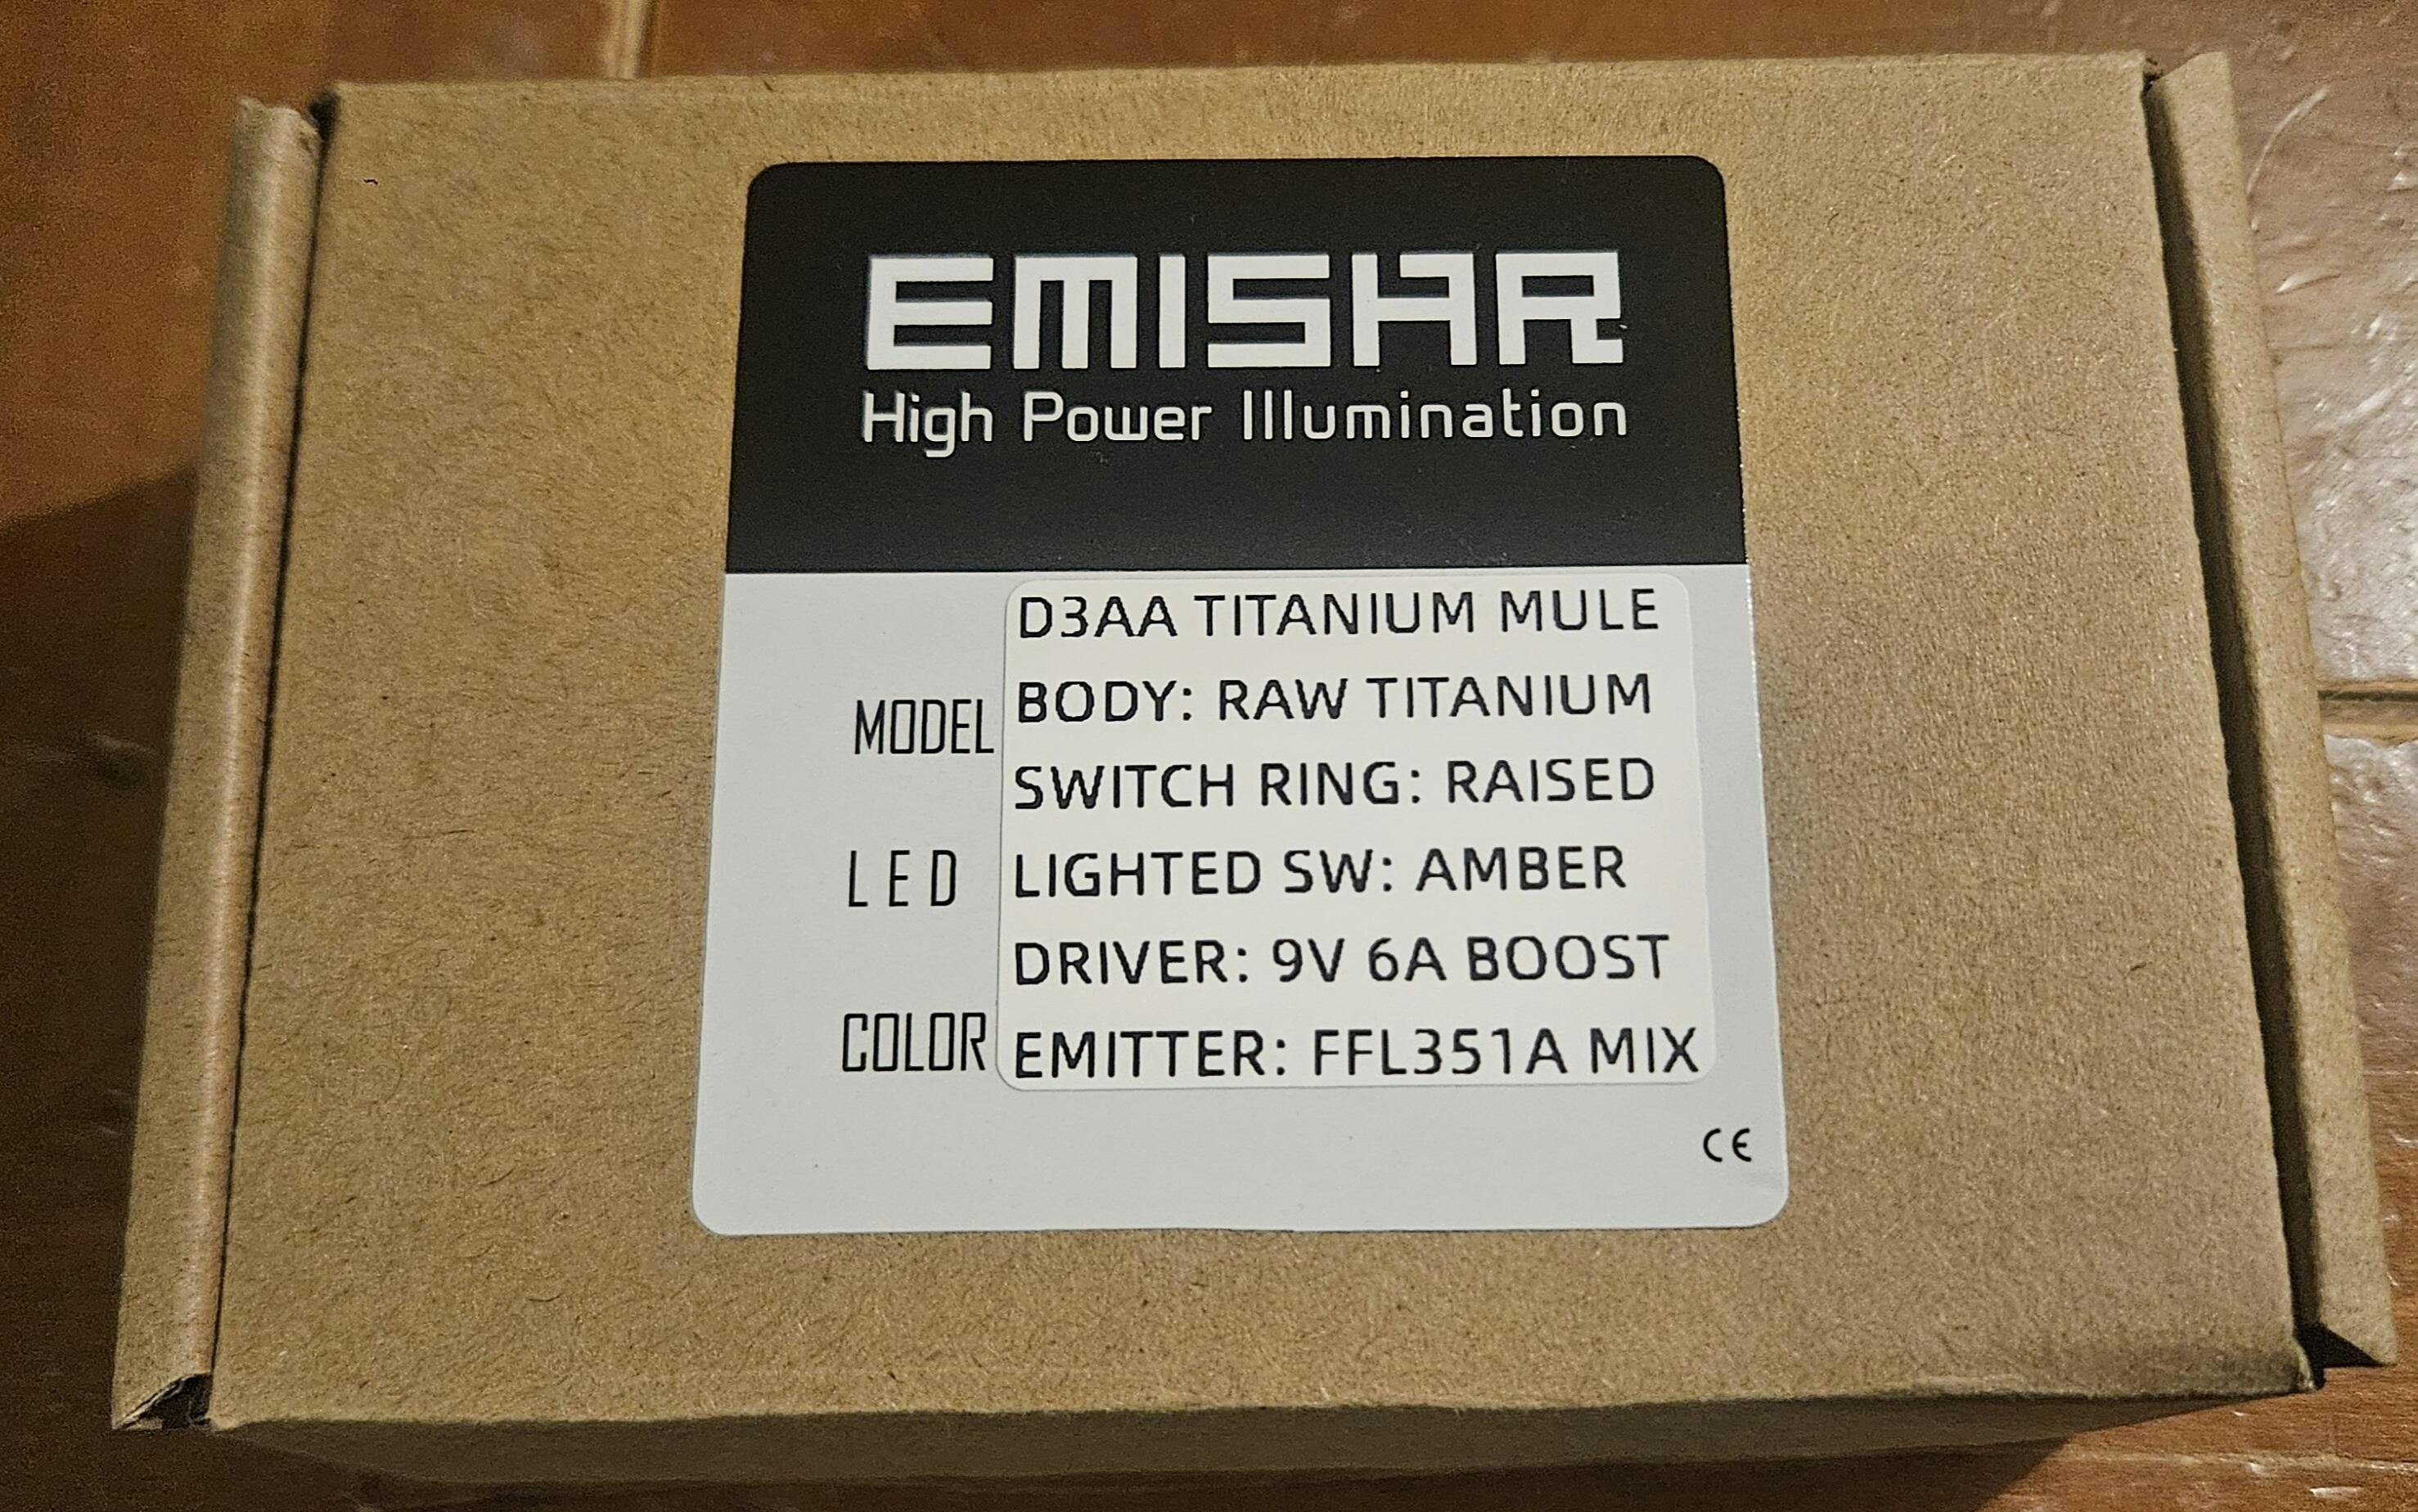 EMISAR
High Power Illumination
D3AA TITANIUM MULE
MODEL BODY: RAW TITANIUM
SWITCH RING: RAISED
LED LIGHTED SW: AMBER
DRIVER: 9V 6A BOOST
COLOR EMITTER: FFL351A MIX
CE